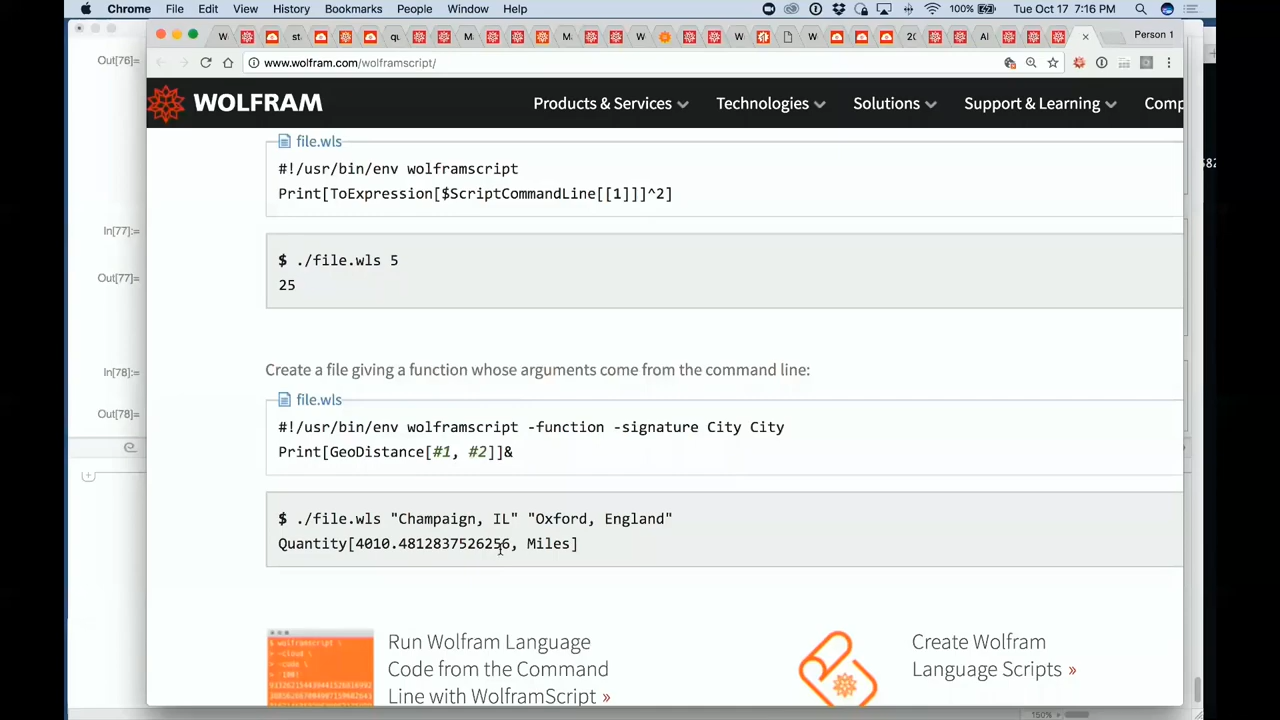 Chrome File Edit View History Bookmarks People Window Help 100% Tue Oct 17 7:16 PM
Person 1
www.wolfram.com/wolframscript/
WOLFRAM Products & Services Technologies Solutions Support & Learning Comp
Out[76]=
In[77]:=
Out[77]=
In[78]:=
Out[78]=
file.wls
#!/usr/bin/env wolframscript
Print[ToExpression[$ScriptCommandLine[[1]]]^2]
$ ./file.wls 5
25
Create a file giving a function whose arguments come from the command line:
file.wls
#!/usr/bin/env wolframscript -function -signature City City
Print[GeoDistance[#1, #2]]&
$ ./file.wls "Champaign, IL" "Oxford, England"
Quantity[4010.4812837526256, Miles]
Run Wolfram Language
Code from the Command
Line with WolframScript »
Create Wolfram
Language Scripts »
150%